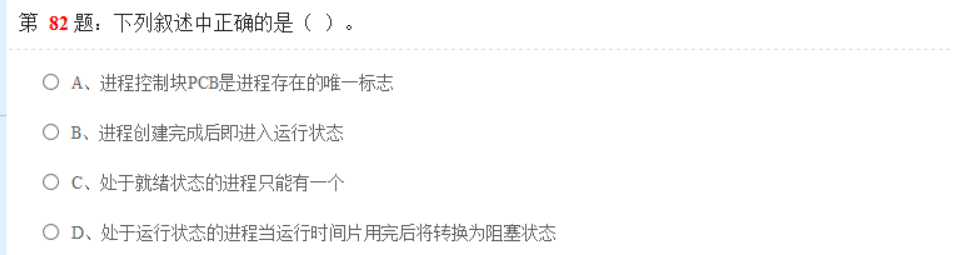 第 82 题：下列叙述中正确的是（ ）。
A、进程控制块PCB是进程存在的唯一标志
B、进程创建完成后即进入运行状态
C、处于就绪状态的进程只能有一个
D、处于运行状态的进程当运行时间片用完后将转换为阻塞状态